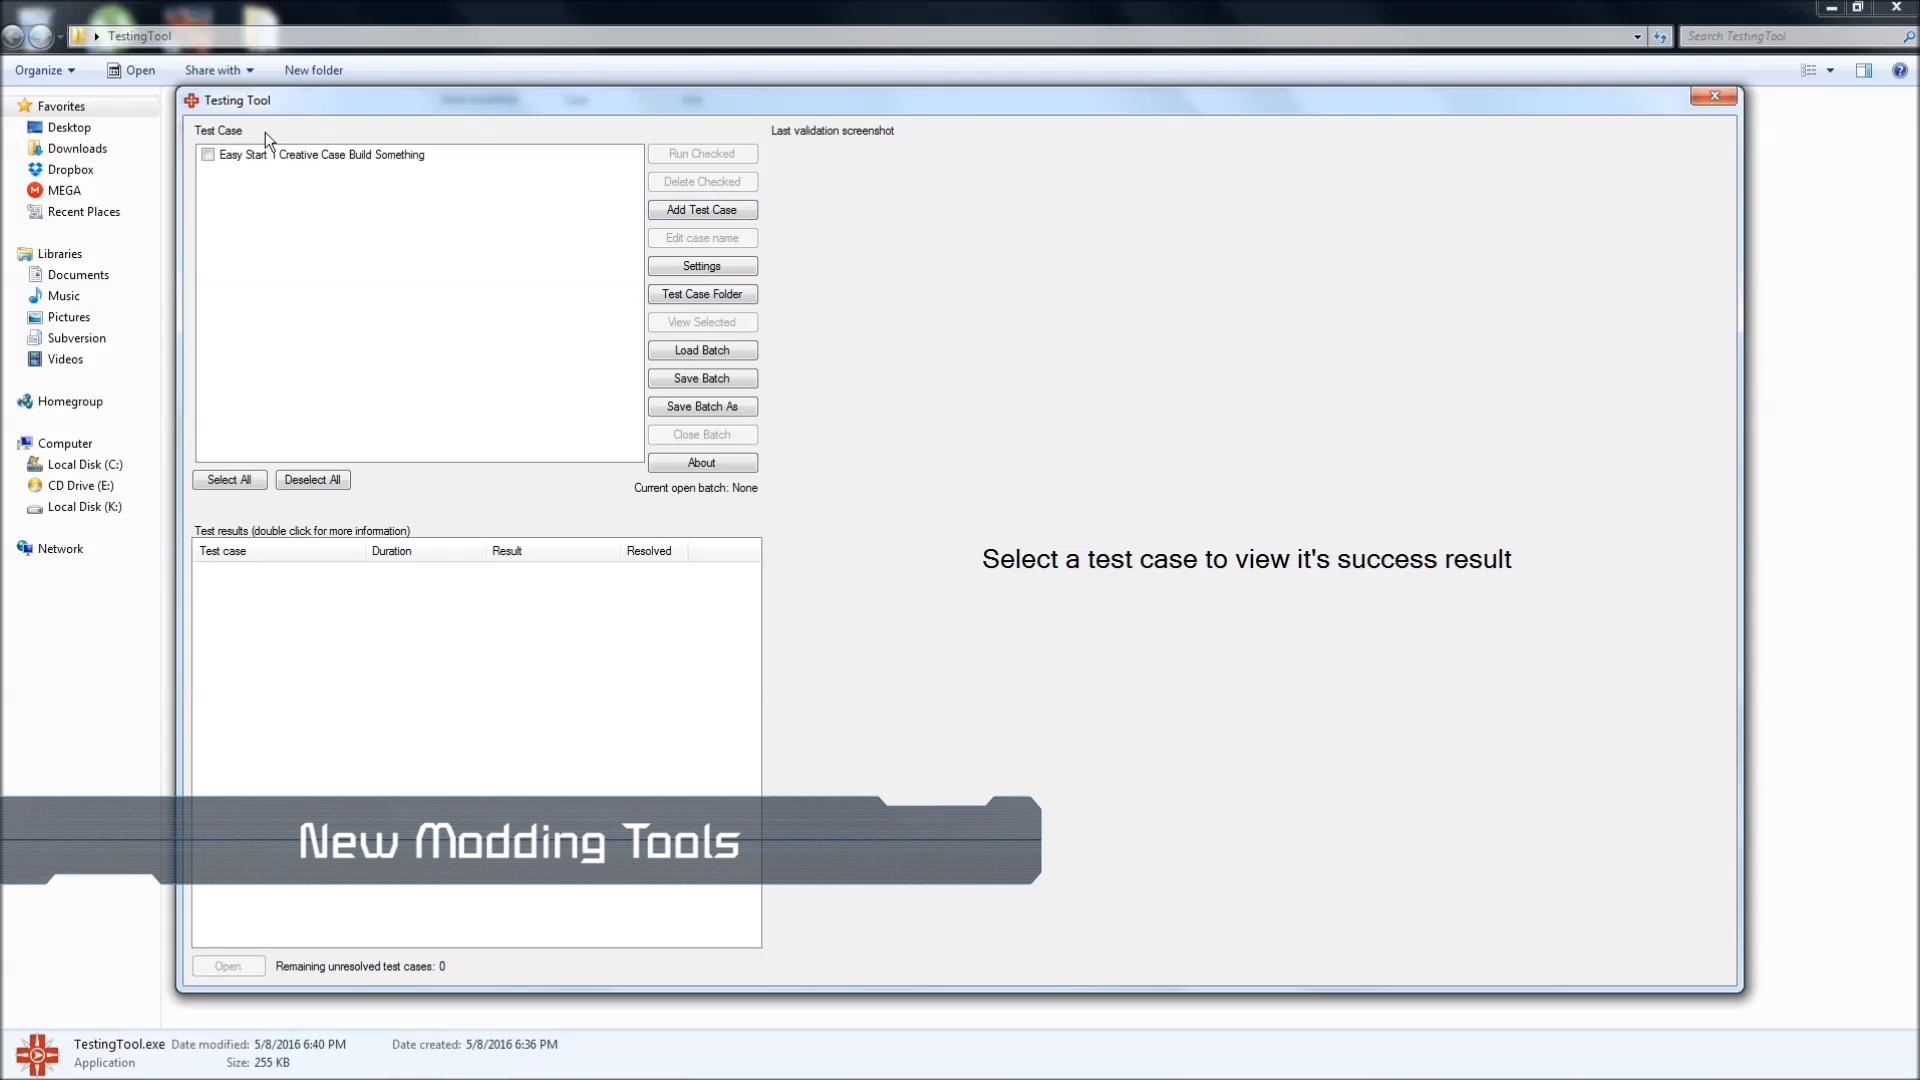 TestingTool
Search TestingTool
Organize
Open
Share with
New folder
Favorites
Desktop
Downloads
Dropbox
MEGA
Recent Places
Libraries
Documents
Music
Pictures
Subversion
Videos
Homegroup
Computer
Local Disk (C:)
CD Drive (E:)
Local Disk (K:)
Network
Testing Tool
Test Case
Easy Start 1 Creative Case Build Something
Run Checked
Delete Checked
Add Test Case
Edit case name
Settings
Test Case Folder
View Selected
Load Batch
Save Batch
Save Batch As
Close Batch
About
Select All
Deselect All
Current open batch: None
Test results (double click for more information)
Test case
Duration
Result
Resolved
Open
Remaining unresolved test cases: 0
Last validation screenshot
Select a test case to view it's success result
New Modding Tools
TestingTool.exe Date modified: 5/8/2016 6:40 PM Date created: 5/8/2016 6:36 PM
Application Size: 255 KB